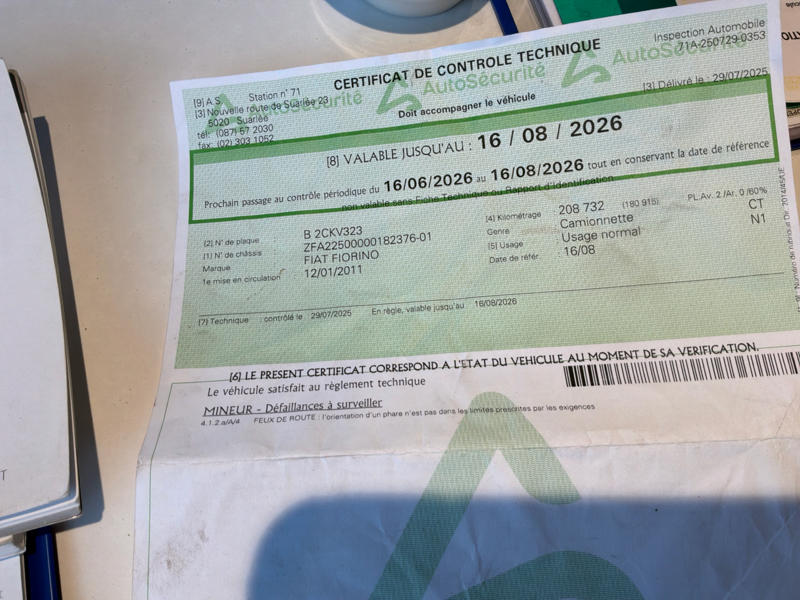 CERTIFICAT DE CONTROLE TECHNIQUE
Inspection Automobile
71A-250729-0353
[9] A.S. Station n° 71
[3] Nouvelle route de Suarlée 29
5020 Suarlée
tél: (087) 57 2030
fax: (02) 303 1052
AutoSécurité
AutoSécurité
Doit accompagner le véhicule
[3] Délivré le : 29/07/2025
[8] VALABLE JUSQU'AU : 16 / 08 / 2026
Prochain passage au contrôle périodique du 16/06/2026 au 16/08/2026 tout en conservant la date de référence
non valable sans Fiche Technique ou Rapport d'Identification
[2] N° de plaque : B 2CKV323
[1] N° de châssis : ZFA22500000182376-01
Marque : FIAT FIORINO
1e mise en circulation : 12/01/2011
[4] Kilométrage : 208 732 (180 915)
Genre : Camionnette
[5] Usage : Usage normal
Date de référ. : 16/08
PL.Av. 2 /Ar. 0 /60%
CT
N1
[7] Technique : contrôlé le : 29/07/2025 En règle, valable jusqu'au 16/08/2026
[6] LE PRESENT CERTIFICAT CORRESPOND A L'ETAT DU VEHICULE AU MOMENT DE SA VERIFICATION.
Le véhicule satisfait au règlement technique
MINEUR - Défaillances à surveiller
4.1.2.a/A/4 FEUX DE ROUTE : l'orientation d'un phare n'est pas dans les limites prescrites par les exigences